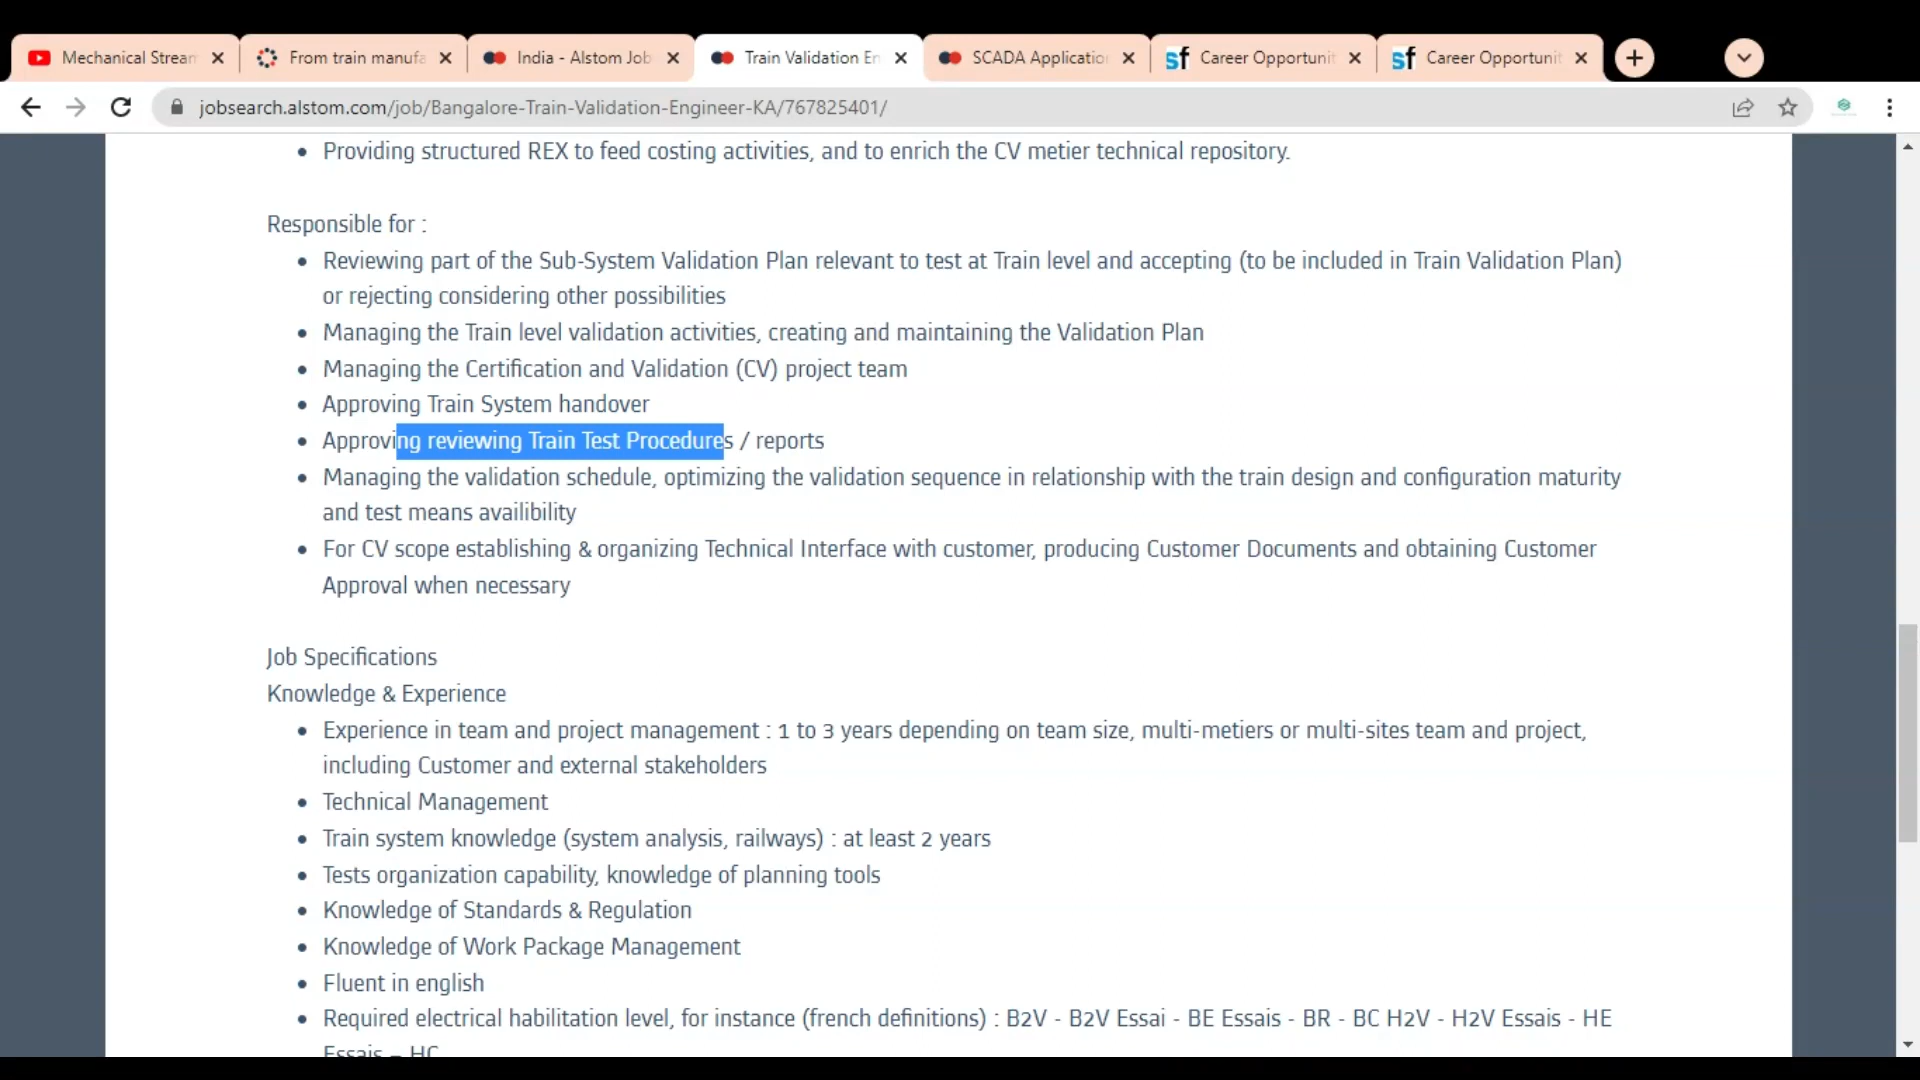 Mechanical Strean
From train manufa
India - Alstom Job
Train Validation En
SCADA Application
Career Opportunit
Career Opportunit
jobsearch.alstom.com/job/Bangalore-Train-Validation-Engineer-KA/767825401/
• Providing structured REX to feed costing activities, and to enrich the CV metier technical repository.
Responsible for :
• Reviewing part of the Sub-System Validation Plan relevant to test at Train level and accepting (to be included in Train Validation Plan)
or rejecting considering other possibilities
• Managing the Train level validation activities, creating and maintaining the Validation Plan
• Managing the Certification and Validation (CV) project team
• Approving Train System handover
• Approving reviewing Train Test Procedures / reports
• Managing the validation schedule, optimizing the validation sequence in relationship with the train design and configuration maturity
and test means availibility
• For CV scope establishing & organizing Technical Interface with customer, producing Customer Documents and obtaining Customer
Approval when necessary
Job Specifications
Knowledge & Experience
• Experience in team and project management : 1 to 3 years depending on team size, multi-metiers or multi-sites team and project,
including Customer and external stakeholders
• Technical Management
• Train system knowledge (system analysis, railways) : at least 2 years
• Tests organization capability, knowledge of planning tools
• Knowledge of Standards & Regulation
• Knowledge of Work Package Management
• Fluent in english
• Required electrical habilitation level, for instance (french definitions) : B2V - B2V Essai - BE Essais - BR - BC H2V - H2V Essais - HE
Essais – HC